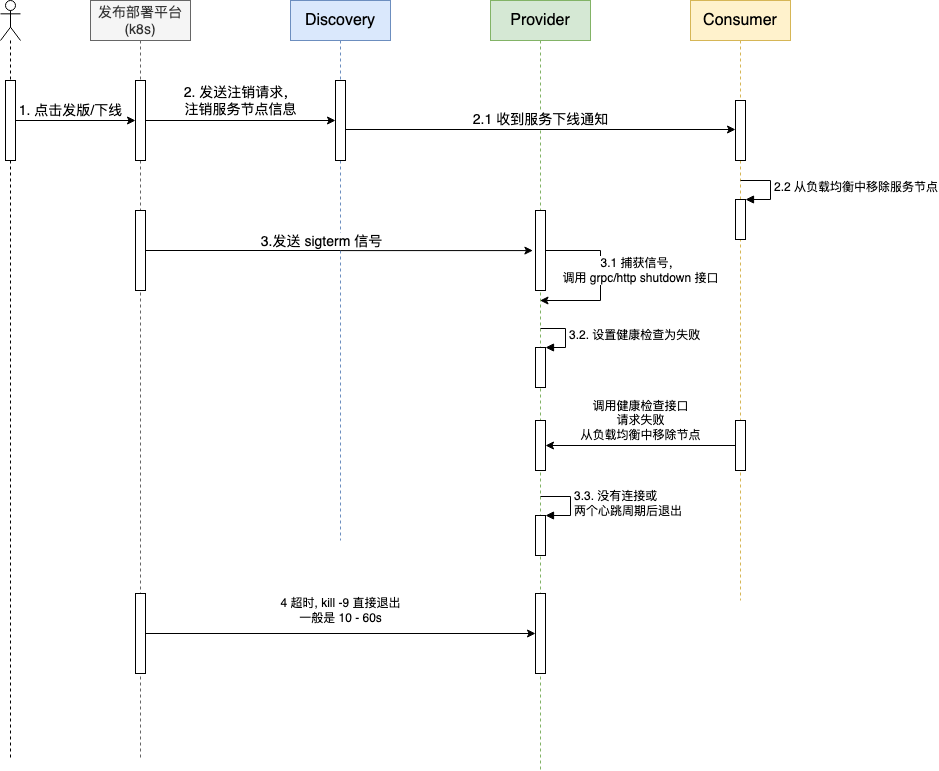 发布部署平台
(k8s)
Discovery
Provider
Consumer
1. 点击发版/下线
2. 发送注销请求，
注销服务节点信息
2.1 收到服务下线通知
2.2 从负载均衡中移除服务节点
3.发送 sigterm 信号
3.1 捕获信号，
调用 grpc/http shutdown 接口
3.2. 设置健康检查为失败
调用健康检查接口
请求失败
从负载均衡中移除节点
3.3. 没有连接或
两个心跳周期后退出
4 超时, kill -9 直接退出
一般是 10 - 60s